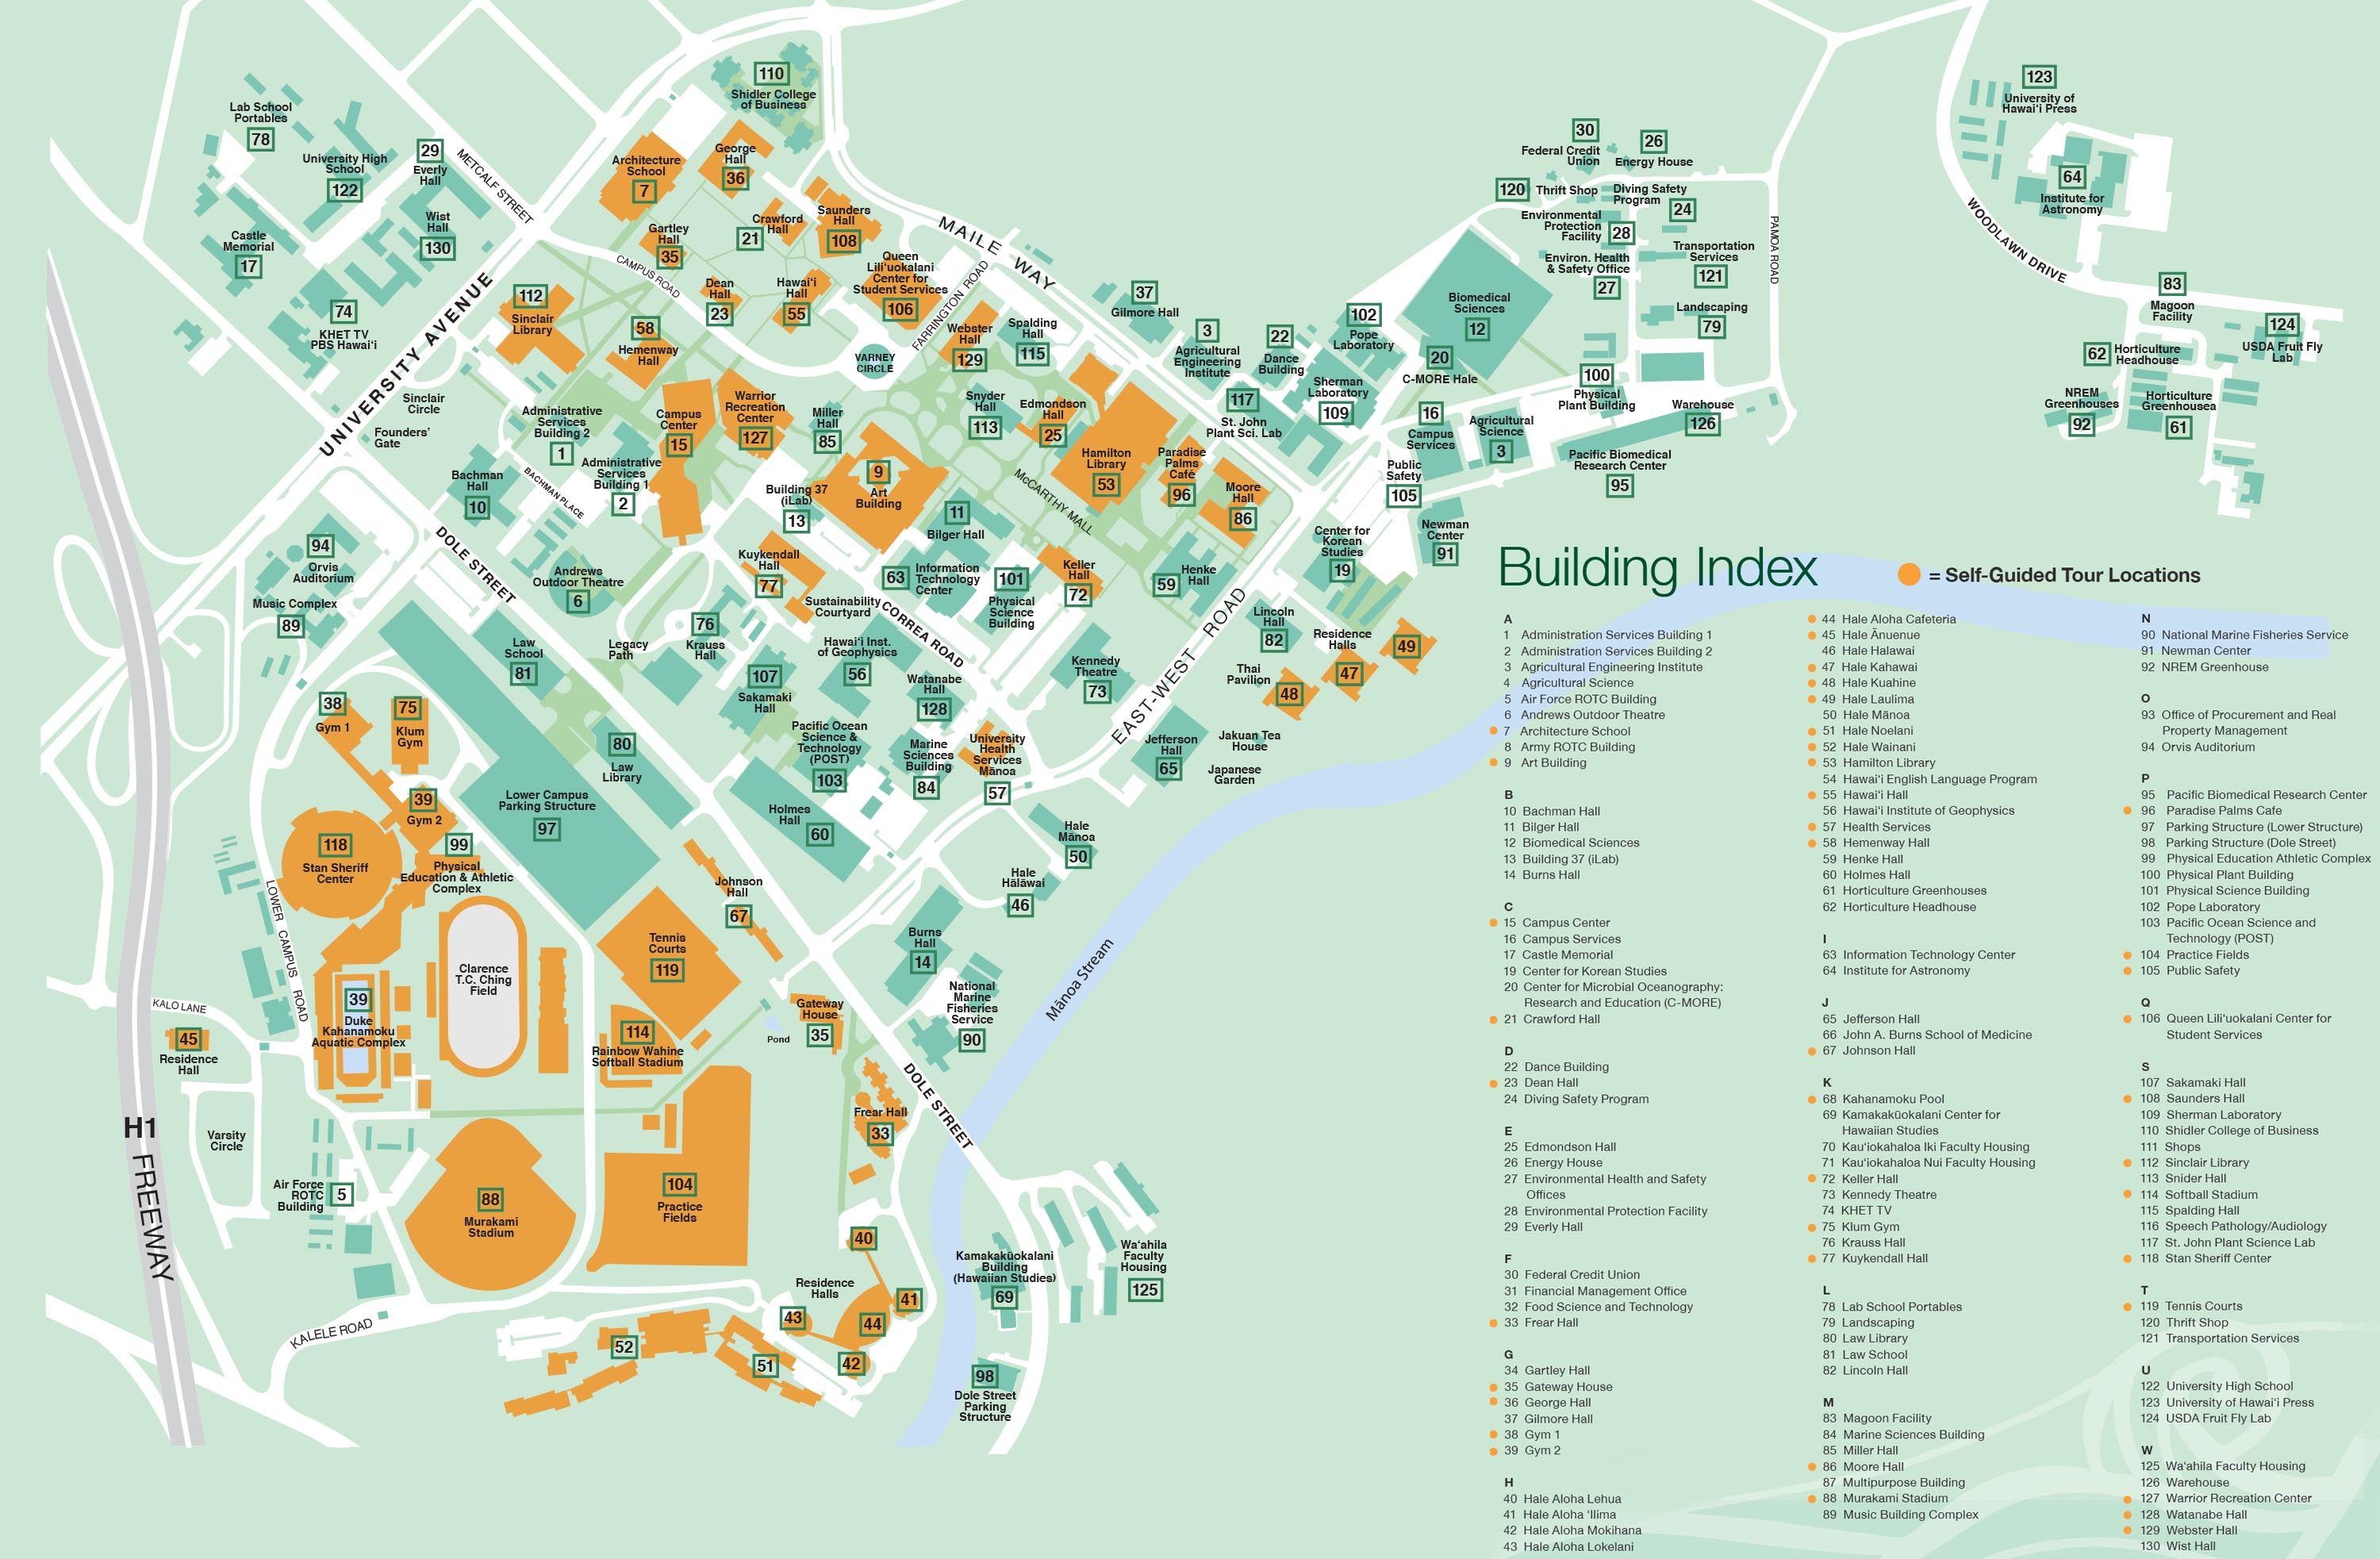 110
Shidler College
of Business
Lab School
Portables
78
University High
School
122
29
Everly
Hall
METCALF STREET
Wist
Hall
130
Castle
Memorial
17
74
KHET TV
PBS Hawai‘i
UNIVERSITY AVENUE
Architecture
School
7
George
Hall
36
Crawford
Hall
21
Saunders
Hall
108
Gartley
Hall
35
CAMPUS ROAD
Dean
Hall
23
Hawai‘i
Hall
55
Queen
Lili‘uokalani
Center for
Student Services
106
FARRINGTON ROAD
MAILE WAY
112
Sinclair
Library
58
Hemenway
Hall
VARNEY
CIRCLE
Webster
Hall
129
Spalding
Hall
115
37
Gilmore Hall
3
Agricultural
Engineering
Institute
22
Dance
Building
102
Pope
Laboratory
Sherman
Laboratory
109
117
St. John
Plant Sci. Lab
Biomedical
Sciences
12
20
C-MORE Hale
16
Campus
Services
Agricultural
Science
3
Public
Safety
105
Newman
Center
91
30
Federal Credit
Union
26
Energy House
120
Thrift Shop
Diving Safety
Program
24
Environmental
Protection
Facility
28
Environ. Health
& Safety Office
27
Transportation
Services
121
Landscaping
79
PAMOA ROAD
100
Physical
Plant Building
Warehouse
126
Pacific Biomedical
Research Center
95
123
University of
Hawai‘i Press
64
Institute for
Astronomy
WOODLAWN DRIVE
83
Magoon
Facility
124
USDA Fruit Fly
Lab
62
Horticulture
Headhouse
NREM
Greenhouses
92
Horticulture
Greenhousea
61
Sinclair
Circle
Founders’
Gate
Administrative
Services
Building 2
1
Administrative
Services
Building 1
2
Bachman
Hall
10
BACHMAN PLACE
Campus
Center
15
Warrior
Recreation
Center
127
Miller
Hall
85
9
Art
Building
Snyder
Hall
113
Edmondson
Hall
25
Hamilton
Library
53
Paradise
Palms
Café
96
Moore
Hall
86
McCARTHY MALL
Building 37
(iLab)
13
11
Bilger Hall
Kuykendall
Hall
77
63
Information
Technology
Center
101
Physical
Science
Building
Keller
Hall
72
Henke
Hall
59
Center for
Korean
Studies
19
94
Orvis
Auditorium
Music Complex
89
DOLE STREET
Andrews
Outdoor Theatre
6
Sustainability
Courtyard
CORREA ROAD
76
Krauss
Hall
Legacy
Path
Law
School
81
80
Law
Library
107
Sakamaki
Hall
Hawai‘i Inst.
of Geophysics
56
Watanabe
Hall
128
Kennedy
Theatre
73
EAST-WEST ROAD
Lincoln
Hall
82
Thai
Pavilion
48
Residence
Halls
47
49
Jefferson
Hall
65
Jakuan Tea
House
Japanese
Garden
Pacific Ocean
Science &
Technology
(POST)
103
Marine
Sciences
Building
84
University
Health
Services
Mānoa
57
Holmes
Hall
60
Hale
Mānoa
50
Hale
Hālāwai
46
38
Gym 1
75
Klum
Gym
39
Gym 2
118
Stan Sheriff
Center
99
Physical
Education & Athletic
Complex
Lower Campus
Parking Structure
97
Johnson
Hall
67
Tennis
Courts
119
Clarence
T.C. Ching
Field
39
Duke
Kahanamoku
Aquatic Complex
LOWER CAMPUS ROAD
KALO LANE
45
Residence
Hall
114
Rainbow Wahine
Softball Stadium
Pond
Gateway
House
35
Burns
Hall
14
National
Marine
Fisheries
Service
90
Mānoa Stream
DOLE STREET
Frear Hall
33
H1 FREEWAY
Varsity
Circle
Air Force
ROTC
Building
5
88
Murakami
Stadium
104
Practice
Fields
40
Residence
Halls
41
43
44
42
52
51
KALELE ROAD
Kamakakūokalani
Building
(Hawaiian Studies)
69
Wa‘ahila
Faculty
Housing
125
98
Dole Street
Parking
Structure
Building Index
= Self-Guided Tour Locations
A
1 Administration Services Building 1
2 Administration Services Building 2
3 Agricultural Engineering Institute
4 Agricultural Science
5 Air Force ROTC Building
6 Andrews Outdoor Theatre
7 Architecture School
8 Army ROTC Building
9 Art Building
B
10 Bachman Hall
11 Bilger Hall
12 Biomedical Sciences
13 Building 37 (iLab)
14 Burns Hall
C
15 Campus Center
16 Campus Services
17 Castle Memorial
19 Center for Korean Studies
20 Center for Microbial Oceanography:
Research and Education (C-MORE)
21 Crawford Hall
D
22 Dance Building
23 Dean Hall
24 Diving Safety Program
E
25 Edmondson Hall
26 Energy House
27 Environmental Health and Safety
Offices
28 Environmental Protection Facility
29 Everly Hall
F
30 Federal Credit Union
31 Financial Management Office
32 Food Science and Technology
33 Frear Hall
G
34 Gartley Hall
35 Gateway House
36 George Hall
37 Gilmore Hall
38 Gym 1
39 Gym 2
H
40 Hale Aloha Lehua
41 Hale Aloha ‘Ilima
42 Hale Aloha Mokihana
43 Hale Aloha Lokelani
44 Hale Aloha Cafeteria
45 Hale Ānuenue
46 Hale Halawai
47 Hale Kahawai
48 Hale Kuahine
49 Hale Laulima
50 Hale Mānoa
51 Hale Noelani
52 Hale Wainani
53 Hamilton Library
54 Hawai‘i English Language Program
55 Hawai‘i Hall
56 Hawai‘i Institute of Geophysics
57 Health Services
58 Hemenway Hall
59 Henke Hall
60 Holmes Hall
61 Horticulture Greenhouses
62 Horticulture Headhouse
I
63 Information Technology Center
64 Institute for Astronomy
J
65 Jefferson Hall
66 John A. Burns School of Medicine
67 Johnson Hall
K
68 Kahanamoku Pool
69 Kamakakūokalani Center for
Hawaiian Studies
70 Kau‘iokahaloa Iki Faculty Housing
71 Kau‘iokahaloa Nui Faculty Housing
72 Keller Hall
73 Kennedy Theatre
74 KHET TV
75 Klum Gym
76 Krauss Hall
77 Kuykendall Hall
L
78 Lab School Portables
79 Landscaping
80 Law Library
81 Law School
82 Lincoln Hall
M
83 Magoon Facility
84 Marine Sciences Building
85 Miller Hall
86 Moore Hall
87 Multipurpose Building
88 Murakami Stadium
89 Music Building Complex
N
90 National Marine Fisheries Service
91 Newman Center
92 NREM Greenhouse
O
93 Office of Procurement and Real
Property Management
94 Orvis Auditorium
P
95 Pacific Biomedical Research Center
96 Paradise Palms Cafe
97 Parking Structure (Lower Structure)
98 Parking Structure (Dole Street)
99 Physical Education Athletic Complex
100 Physical Plant Building
101 Physical Science Building
102 Pope Laboratory
103 Pacific Ocean Science and
Technology (POST)
104 Practice Fields
105 Public Safety
Q
106 Queen Lili‘uokalani Center for
Student Services
S
107 Sakamaki Hall
108 Saunders Hall
109 Sherman Laboratory
110 Shidler College of Business
111 Shops
112 Sinclair Library
113 Snider Hall
114 Softball Stadium
115 Spalding Hall
116 Speech Pathology/Audiology
117 St. John Plant Science Lab
118 Stan Sheriff Center
T
119 Tennis Courts
120 Thrift Shop
121 Transportation Services
U
122 University High School
123 University of Hawai‘i Press
124 USDA Fruit Fly Lab
W
125 Wa‘ahila Faculty Housing
126 Warehouse
127 Warrior Recreation Center
128 Watanabe Hall
129 Webster Hall
130 Wist Hall